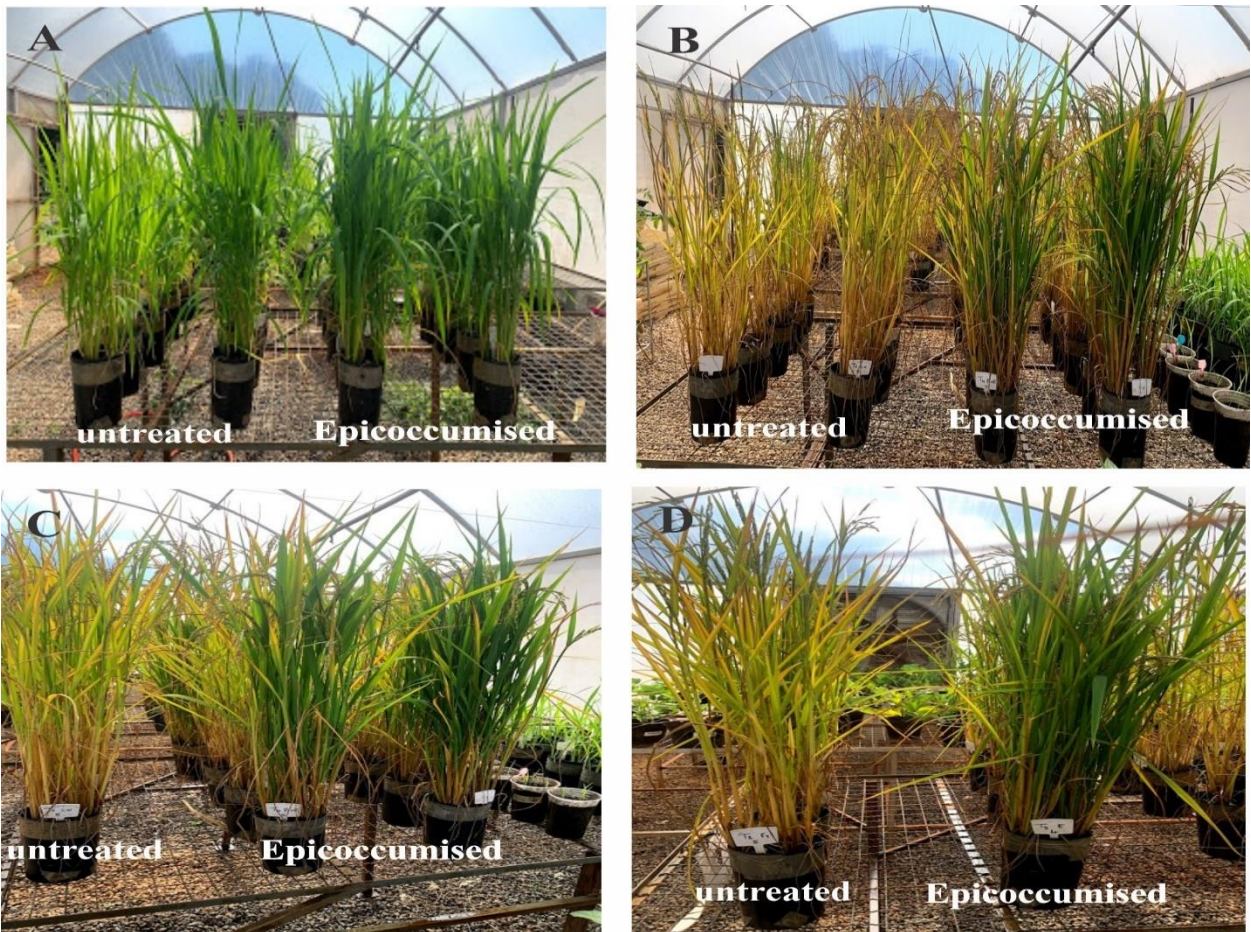 A
untreated
Epicoccumised
B
untreated
Epicoccumised
C
untreated
Epicoccumised
D
untreated
Epicoccumised